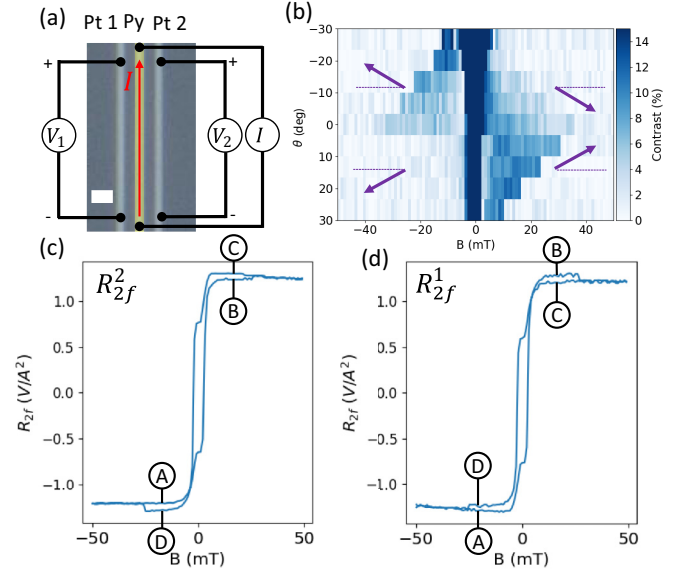 (a)
Pt 1 Py Pt 2
+
+
I
V1
V2
I
-
-
(b)
−30
−20
−10
0
10
20
30
θ (deg)
−40 −20 0 20 40
B (mT)
14
12
10
8
6
4
2
0
Contrast (%)
(c)
R²2f
C
B
A
D
1.0
0.5
0.0
−0.5
−1.0
R2f (V/A²)
−50 0 50
B (mT)
(d)
R¹2f
B
C
D
A
1.0
0.5
0.0
−0.5
−1.0
R2f (V/A²)
−50 0 50
B (mT)